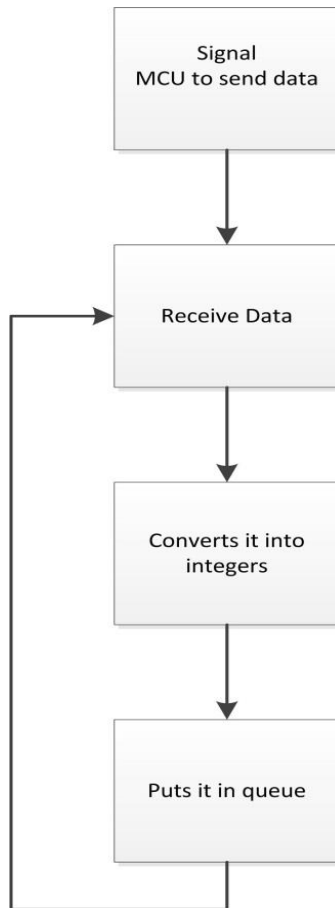 Signal
MCU to send data
Receive Data
Converts it into
integers
Puts it in queue